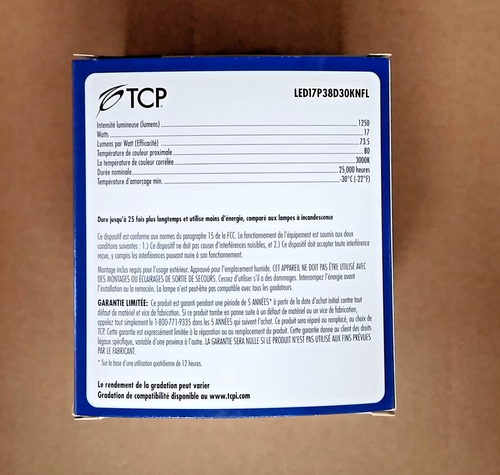 TCP LED17P38D30KNFL
Intensité lumineuse (lumens) 1250
Watts 17
Lumens par Watt (Efficacité) 73.5
Température de couleur proximale 80
La température de couleur corrélée 3000K
Durée nominale 25,000 heures
Température d'amorçage min. -30°C (-22°F)
Dure jusqu'à 25 fois plus longtemps et utilise moins d'énergie, comparé aux lampes à incandescence
Ce dispositif est conforme aux normes du paragraphe 15 de la FCC. Le fonctionnement de l'équipement est soumis aux deux
conditions suivantes : 1.) Ce dispositif ne doit pas causer d'interférences nuisibles, et 2.) Ce dispositif doit accepter toute interférence
reçue, y compris les interférences pouvant nuire à son fonctionnement.
Montage inclus requis pour l'usage extérieur. Approuvé pour l'emplacement humide. CET APPAREIL NE DOIT PAS ÊTRE UTILISÉ AVEC
DES MONTAGES OU ÉCLAIRAGES DE SORTIE DE SECOURS. Cessez d'utiliser s'il a des dommages. Interrompez l'énergie avant
l'installation ou la remotion. La lampe n'est peut-être pas compatible avec tous les gradateurs.
GARANTIE LIMITÉE: Ce produit est garanti pendant une période de 5 ANNÉES* à partir de la date d'achat initial contre tout
défaut de matériel et vice de fabrication. Si ce produit tombe en panne suite à un défaut de matériel ou un vice de fabrication,
appelez tout simplement le 1-800-771-9335 dans les 5 ANNÉES qui suivent l'achat. Ce produit sera réparé ou remplacé, au choix de
TCP. Cette garantie est expressément limitée à la réparation ou au remplacement du produit. Cette garantie donne au client des droits
légaux spécifique, variable d'une province à l'autre. LA GARANTIE SERA NULLE SI LE PRODUIT N'EST PAS UTILISÉ AUX FINS PRÉVUES
PAR LE FABRICANT.
* Sur la base d'une utilisation quotidienne de 12 heures.
Le rendement de la gradation peut varier
Gradation de compatibilité disponible au www.tcpi.com